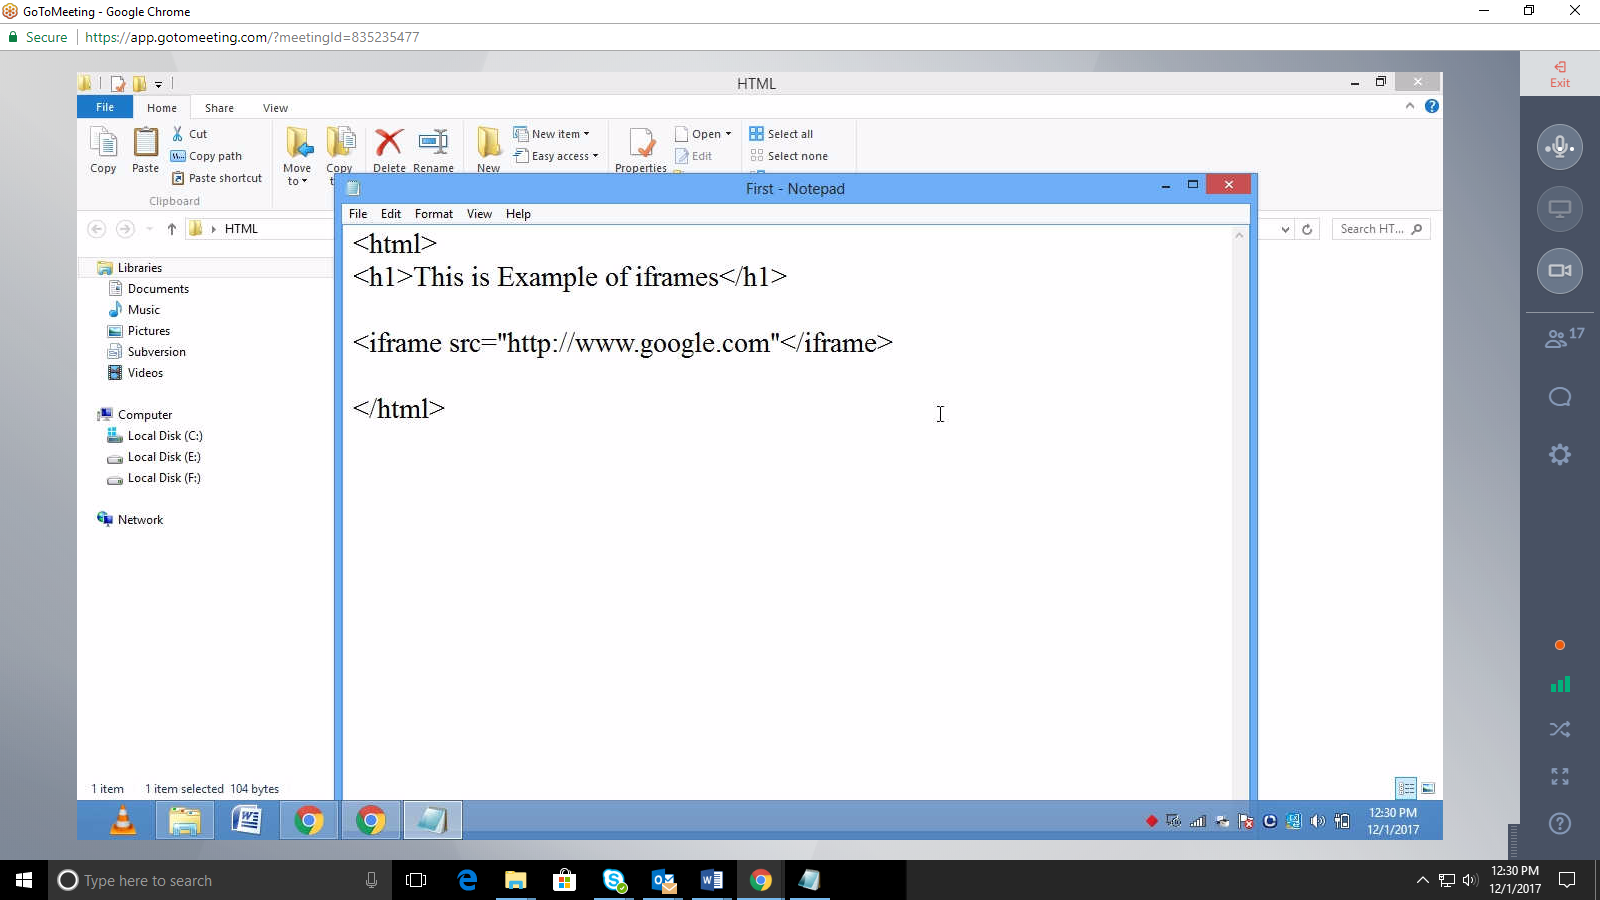 GoToMeeting - Google Chrome
Secure https://app.gotomeeting.com/?meetingId=835235477
Exit
HTML
File Home Share View
Copy
Paste
Cut
Copy path
Paste shortcut
Clipboard
Move
to
Copy
Delete
Rename
New
New item
Easy access
Properties
Open
Edit
Select all
Select none
HTML
Search HT...
First - Notepad
File Edit Format View Help
<html>
<h1>This is Example of iframes</h1>
<iframe src="http://www.google.com"</iframe>
</html>
Libraries
Documents
Music
Pictures
Subversion
Videos
Computer
Local Disk (C:)
Local Disk (E:)
Local Disk (F:)
Network
17
1 item 1 item selected 104 bytes
12:30 PM
12/1/2017
Type here to search
12:30 PM
12/1/2017